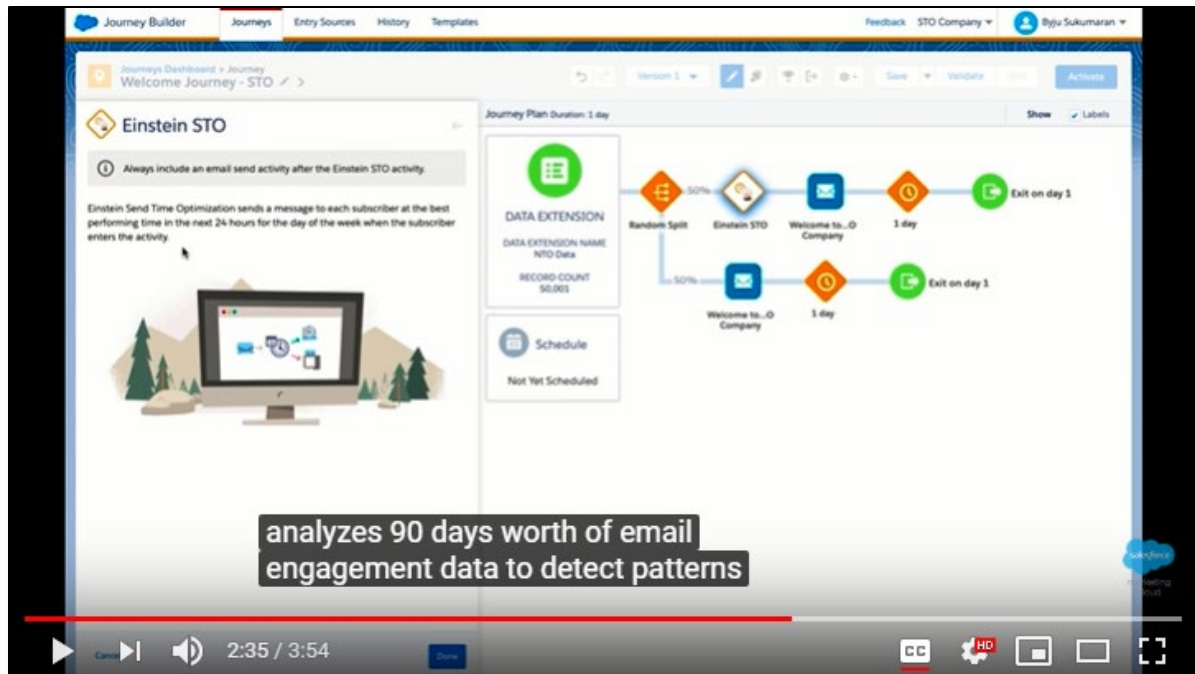 Journey Builder
Journeys
Entry Sources
History
Templates
Feedback
STO Company
Byju Sukumaran
Journeys Dashboard > Journey
Welcome Journey - STO
Version 1
Save
Validate
Activate
Einstein STO
Always include an email send activity after the Einstein STO activity.
Einstein Send Time Optimization sends a message to each subscriber at the best
performing time in the next 24 hours for the day of the week when the subscriber
enters the activity.
Journey Plan Duration: 1 day
Show
Labels
DATA EXTENSION
DATA EXTENSION NAME
NTO Data
RECORD COUNT
50,001
Schedule
Not Yet Scheduled
Random Split
50%
Einstein STO
Welcome to...O
Company
1 day
Exit on day 1
50%
Welcome to...O
Company
1 day
Exit on day 1
analyzes 90 days worth of email
engagement data to detect patterns
salesforce
marketing
cloud
2:35 / 3:54
Done
CC
HD